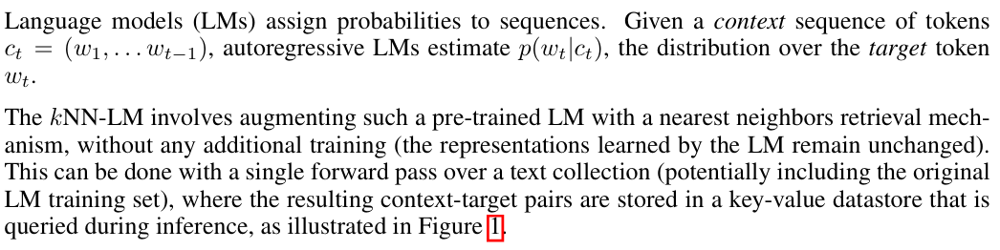 Language models (LMs) assign probabilities to sequences. Given a context sequence of tokens
c_t = (w_1, . . . w_{t−1}), autoregressive LMs estimate p(w_t|c_t), the distribution over the target token
w_t.
The kNN-LM involves augmenting such a pre-trained LM with a nearest neighbors retrieval mech-
anism, without any additional training (the representations learned by the LM remain unchanged).
This can be done with a single forward pass over a text collection (potentially including the original
LM training set), where the resulting context-target pairs are stored in a key-value datastore that is
queried during inference, as illustrated in Figure 1.